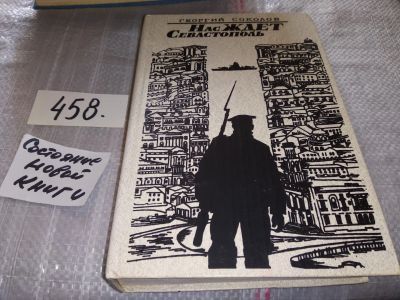 ГЕОРГИЙ СОКОЛОВ
НАС ЖДЕТ
СЕВАСТОПОЛЬ
458.
Состояние
новой
книги